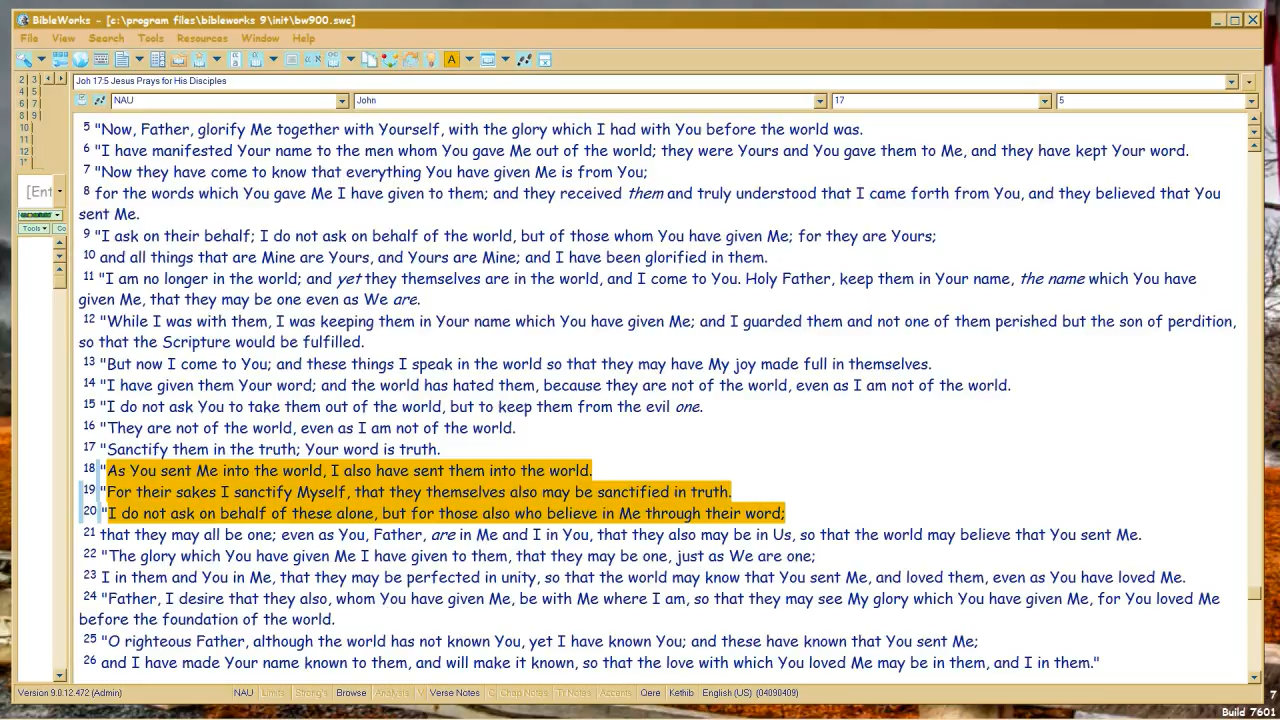 BibleWorks - [c:\program files\bibleworks 9\init\bw900.swc]
File View Search Tools Resources Window Help
A
Joh 17:5 Jesus Prays for His Disciples
NAU John 17 5
2 3
4 5
6 7
8 9
10
11
12
1*
[Ent
Tools Co
5 "Now, Father, glorify Me together with Yourself, with the glory which I had with You before the world was.
6 "I have manifested Your name to the men whom You gave Me out of the world; they were Yours and You gave them to Me, and they have kept Your word.
7 "Now they have come to know that everything You have given Me is from You;
8 for the words which You gave Me I have given to them; and they received them and truly understood that I came forth from You, and they believed that You
sent Me.
9 "I ask on their behalf; I do not ask on behalf of the world, but of those whom You have given Me; for they are Yours;
10 and all things that are Mine are Yours, and Yours are Mine; and I have been glorified in them.
11 "I am no longer in the world; and yet they themselves are in the world, and I come to You. Holy Father, keep them in Your name, the name which You have
given Me, that they may be one even as We are.
12 "While I was with them, I was keeping them in Your name which You have given Me; and I guarded them and not one of them perished but the son of perdition,
so that the Scripture would be fulfilled.
13 "But now I come to You; and these things I speak in the world so that they may have My joy made full in themselves.
14 "I have given them Your word; and the world has hated them, because they are not of the world, even as I am not of the world.
15 "I do not ask You to take them out of the world, but to keep them from the evil one.
16 "They are not of the world, even as I am not of the world.
17 "Sanctify them in the truth; Your word is truth.
18 "As You sent Me into the world, I also have sent them into the world.
19 "For their sakes I sanctify Myself, that they themselves also may be sanctified in truth.
20 "I do not ask on behalf of these alone, but for those also who believe in Me through their word;
21 that they may all be one; even as You, Father, are in Me and I in You, that they also may be in Us, so that the world may believe that You sent Me.
22 "The glory which You have given Me I have given to them, that they may be one, just as We are one;
23 I in them and You in Me, that they may be perfected in unity, so that the world may know that You sent Me, and loved them, even as You have loved Me.
24 "Father, I desire that they also, whom You have given Me, be with Me where I am, so that they may see My glory which You have given Me, for You loved Me
before the foundation of the world.
25 "O righteous Father, although the world has not known You, yet I have known You; and these have known that You sent Me;
26 and I have made Your name known to them, and will make it known, so that the love with which You loved Me may be in them, and I in them."
Version 9.0.12.472 (Admin) NAU Limits Strong's Browse Analysis V Verse Notes C Chap Notes Tr Notes Accents Qere Kethib English (US) (04090409)
7
Build 7601